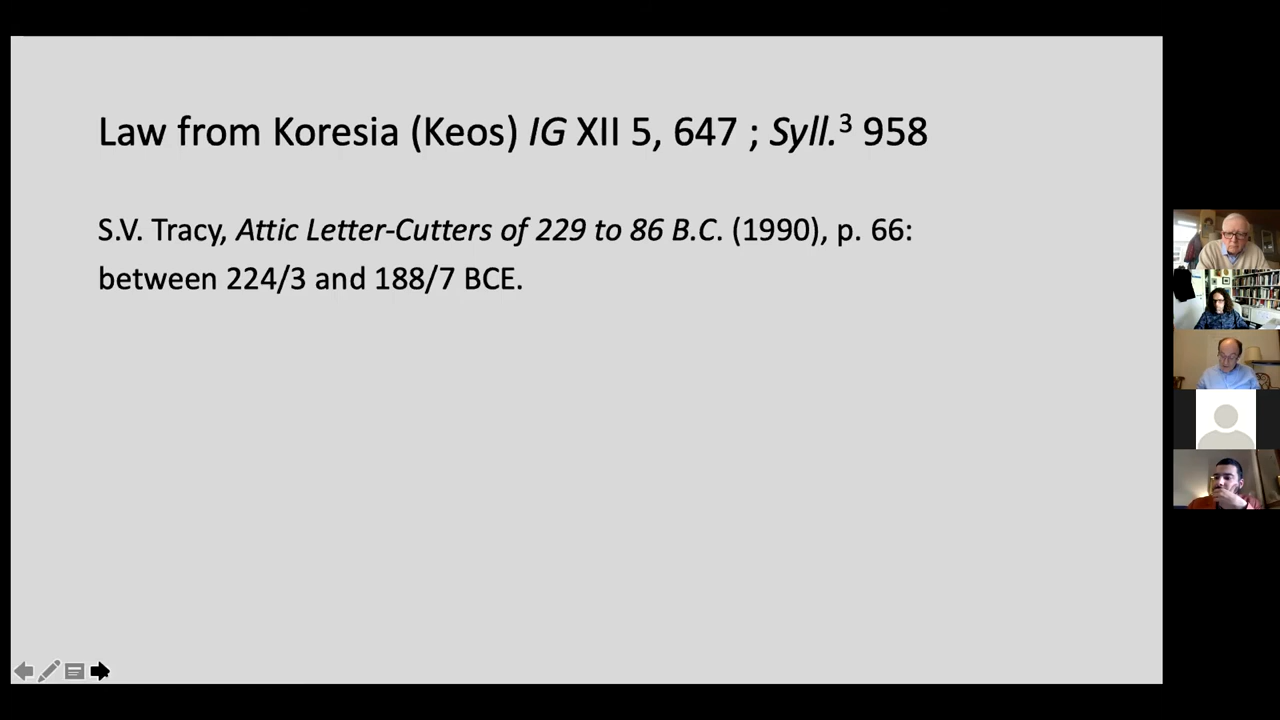 Law from Koresia (Keos) IG XII 5, 647 ; Syll.³ 958
S.V. Tracy, Attic Letter-Cutters of 229 to 86 B.C. (1990), p. 66:
between 224/3 and 188/7 BCE.